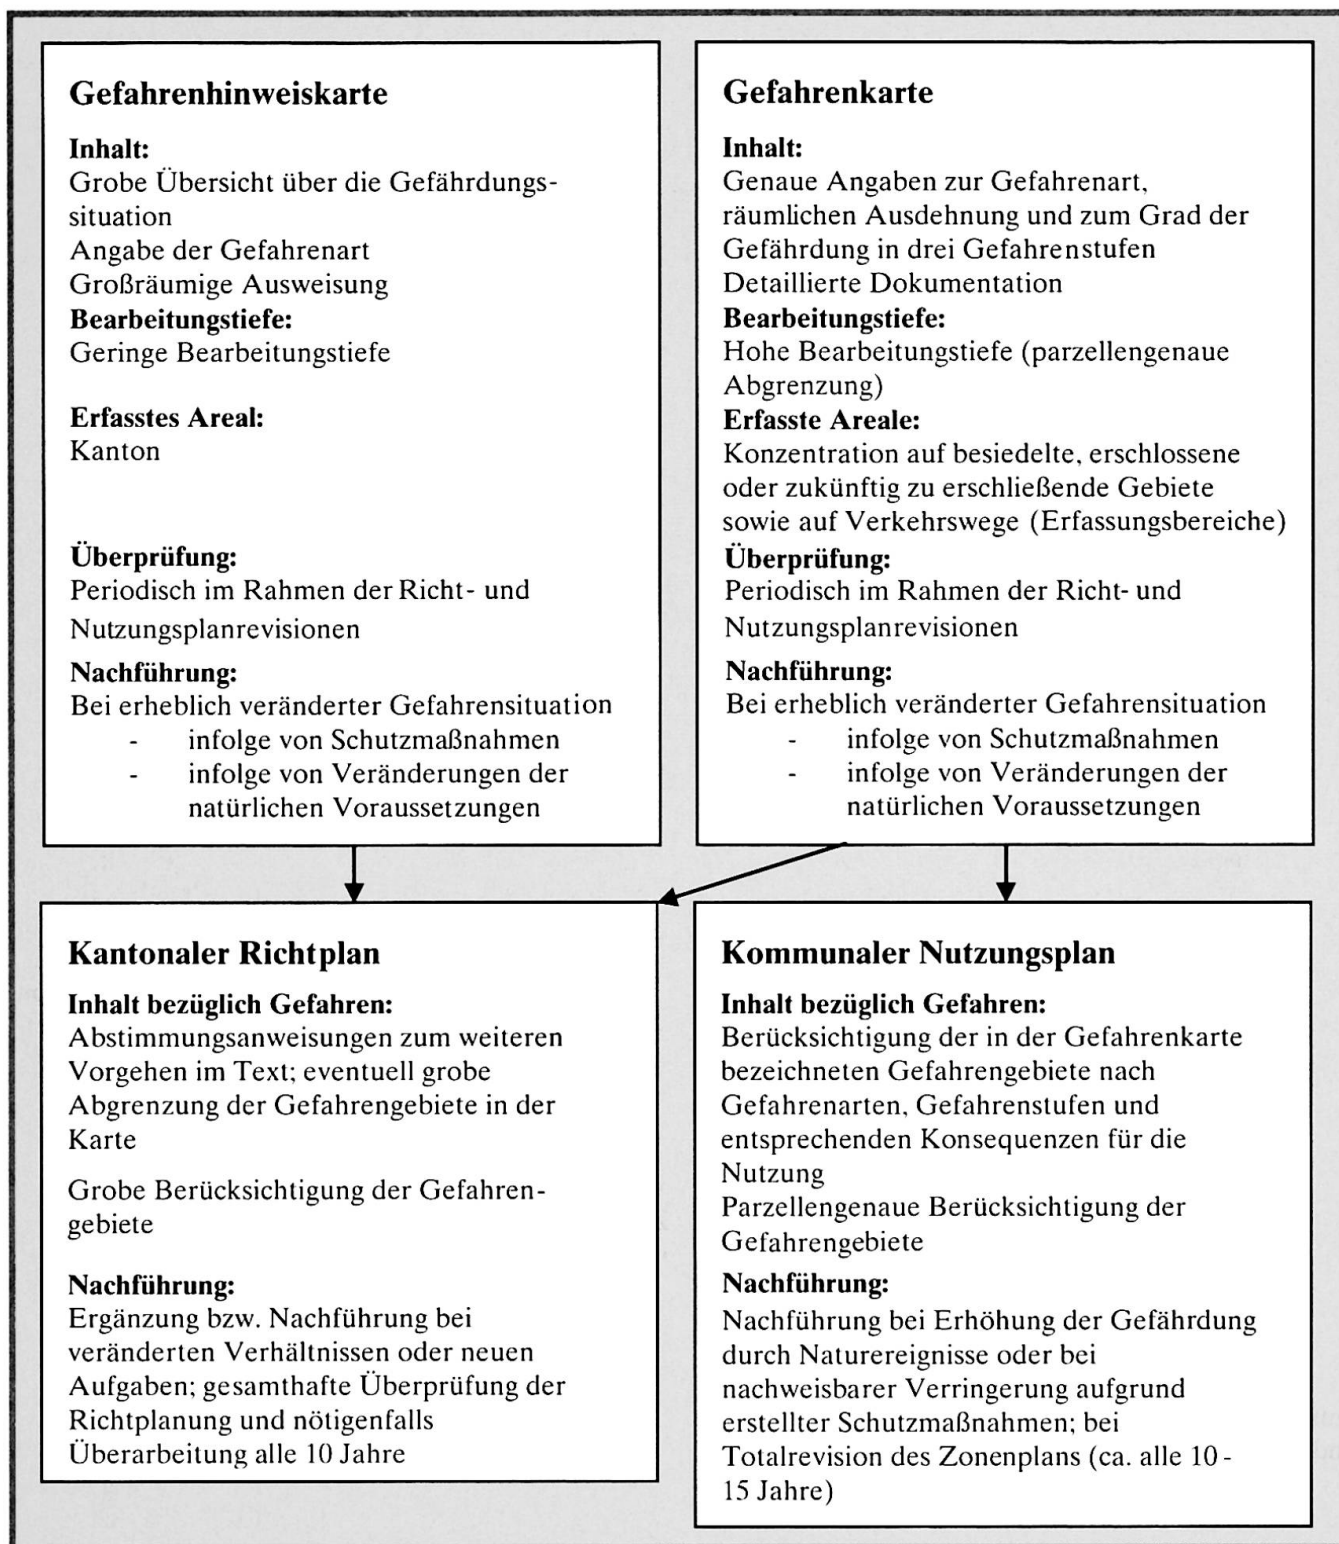 Gefahrenhinweiskarte
Inhalt:
Grobe Übersicht über die Gefährdungs-
situation
Angabe der Gefahrenart
Großräumige Ausweisung
Bearbeitungstiefe:
Geringe Bearbeitungstiefe
Erfasstes Areal:
Kanton
Überprüfung:
Periodisch im Rahmen der Richt- und
Nutzungsplanrevisionen
Nachführung:
Bei erheblich veränderter Gefahrensituation
- infolge von Schutzmaßnahmen
- infolge von Veränderungen der
natürlichen Voraussetzungen
Gefahrenkarte
Inhalt:
Genaue Angaben zur Gefahrenart,
räumlichen Ausdehnung und zum Grad der
Gefährdung in drei Gefahrenstufen
Detaillierte Dokumentation
Bearbeitungstiefe:
Hohe Bearbeitungstiefe (parzellengenaue
Abgrenzung)
Erfasste Areale:
Konzentration auf besiedelte, erschlossene
oder zukünftig zu erschließende Gebiete
sowie auf Verkehrswege (Erfassungsbereiche)
Überprüfung:
Periodisch im Rahmen der Richt- und
Nutzungsplanrevisionen
Nachführung:
Bei erheblich veränderter Gefahrensituation
- infolge von Schutzmaßnahmen
- infolge von Veränderungen der
natürlichen Voraussetzungen
Kantonaler Richtplan
Inhalt bezüglich Gefahren:
Abstimmungsanweisungen zum weiteren
Vorgehen im Text; eventuell grobe
Abgrenzung der Gefahrengebiete in der
Karte
Grobe Berücksichtigung der Gefahren-
gebiete
Nachführung:
Ergänzung bzw. Nachführung bei
veränderten Verhältnissen oder neuen
Aufgaben; gesamthafte Überprüfung der
Richtplanung und nötigenfalls
Überarbeitung alle 10 Jahre
Kommunaler Nutzungsplan
Inhalt bezüglich Gefahren:
Berücksichtigung der in der Gefahrenkarte
bezeichneten Gefahrengebiete nach
Gefahrenarten, Gefahrenstufen und
entsprechenden Konsequenzen für die
Nutzung
Parzellengenaue Berücksichtigung der
Gefahrengebiete
Nachführung:
Nachführung bei Erhöhung der Gefährdung
durch Naturereignisse oder bei
nachweisbarer Verringerung aufgrund
erstellter Schutzmaßnahmen; bei
Totalrevision des Zonenplans (ca. alle 10 -
15 Jahre)